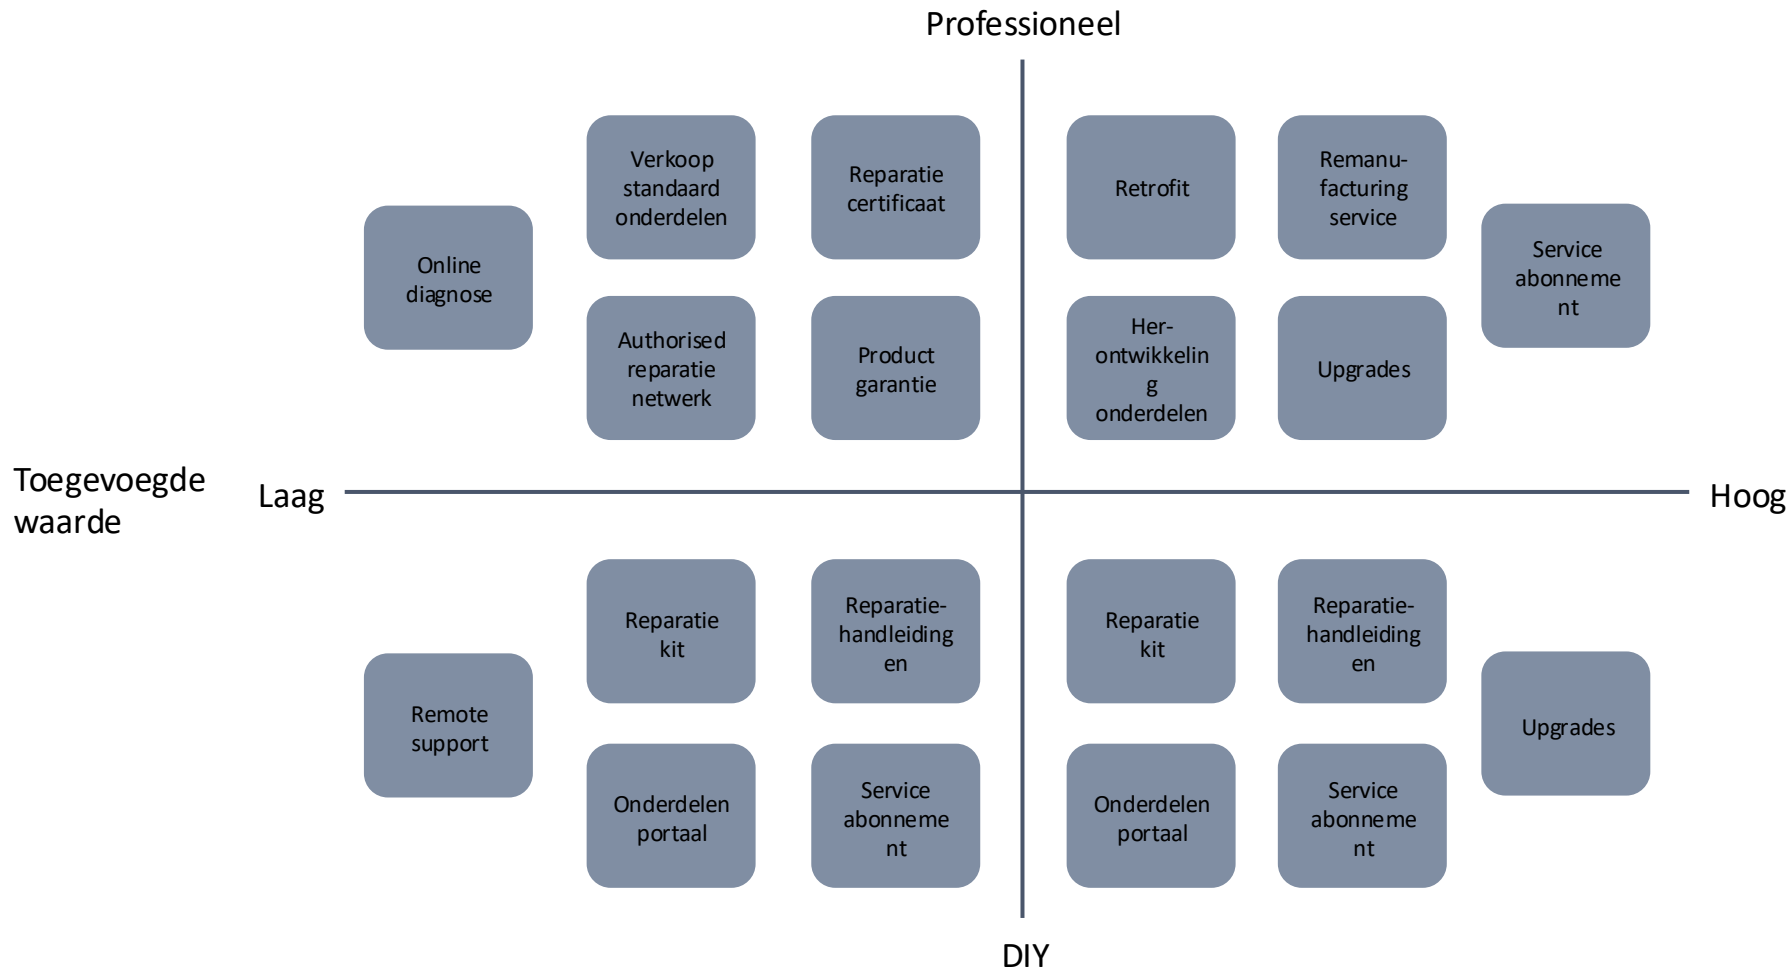 Professioneel
Verkoop
standaard
onderdelen
Reparatie
certificaat
Retrofit
Remanu-
facturing
service
Online
diagnose
Service
abonneme
nt
Authorised
reparatie
netwerk
Product
garantie
Her-
ontwikkelin
g
onderdelen
Upgrades
Toegevoegde
waarde
Laag
Hoog
Reparatie
kit
Reparatie-
handleiding
en
Reparatie
kit
Reparatie-
handleiding
en
Remote
support
Upgrades
Onderdelen
portaal
Service
abonneme
nt
Onderdelen
portaal
Service
abonneme
nt
DIY